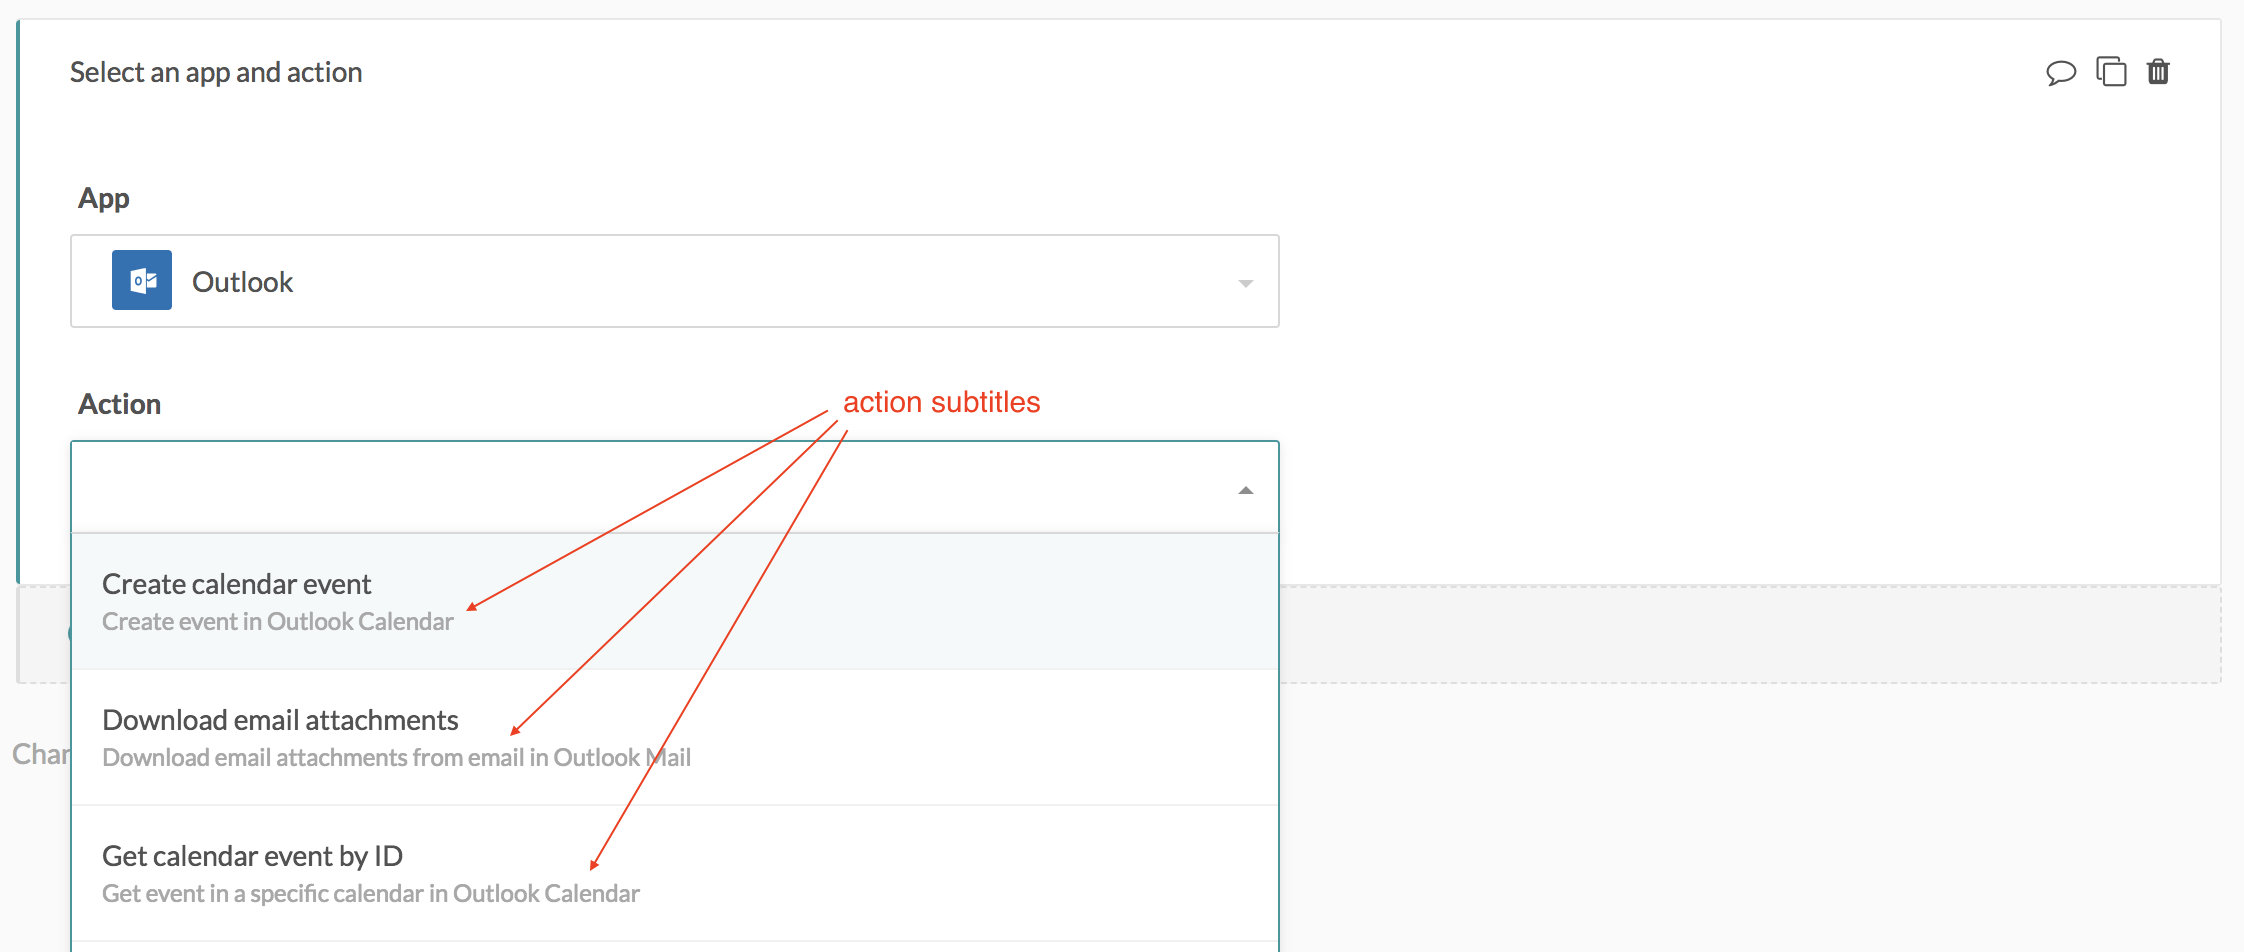 Select an app and action
App
Outlook
Action
action subtitles
Create calendar event
Create event in Outlook Calendar
Download email attachments
Download email attachments from email in Outlook Mail
Char
Get calendar event by ID
Get event in a specific calendar in Outlook Calendar